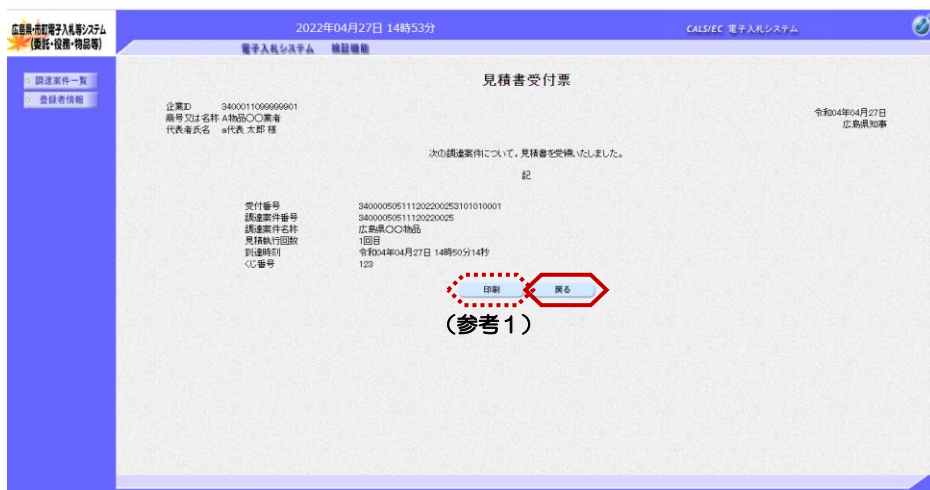 広島県・市町電子入札等システム
(委託・役務・物品等)
2022年04月27日 14時53分
CALS/EC 電子入札システム
電子入札システム 検証機能
調達案件一覧
登録者情報
見積書受付票
企業ID 3400011099999901
商号又は名称 A物品〇〇業者
代表者氏名 a代表 太郎 様
令和04年04月27日
広島県知事
次の調達案件について，見積書を受領いたしました。
記
受付番号 340000505111202200253101010001
調達案件番号 34000050511120220025
調達案件名称 広島県〇〇物品
見積執行回数 1回目
到達時刻 令和04年04月27日 14時50分14秒
くじ番号 123
印刷 戻る
(参考1)